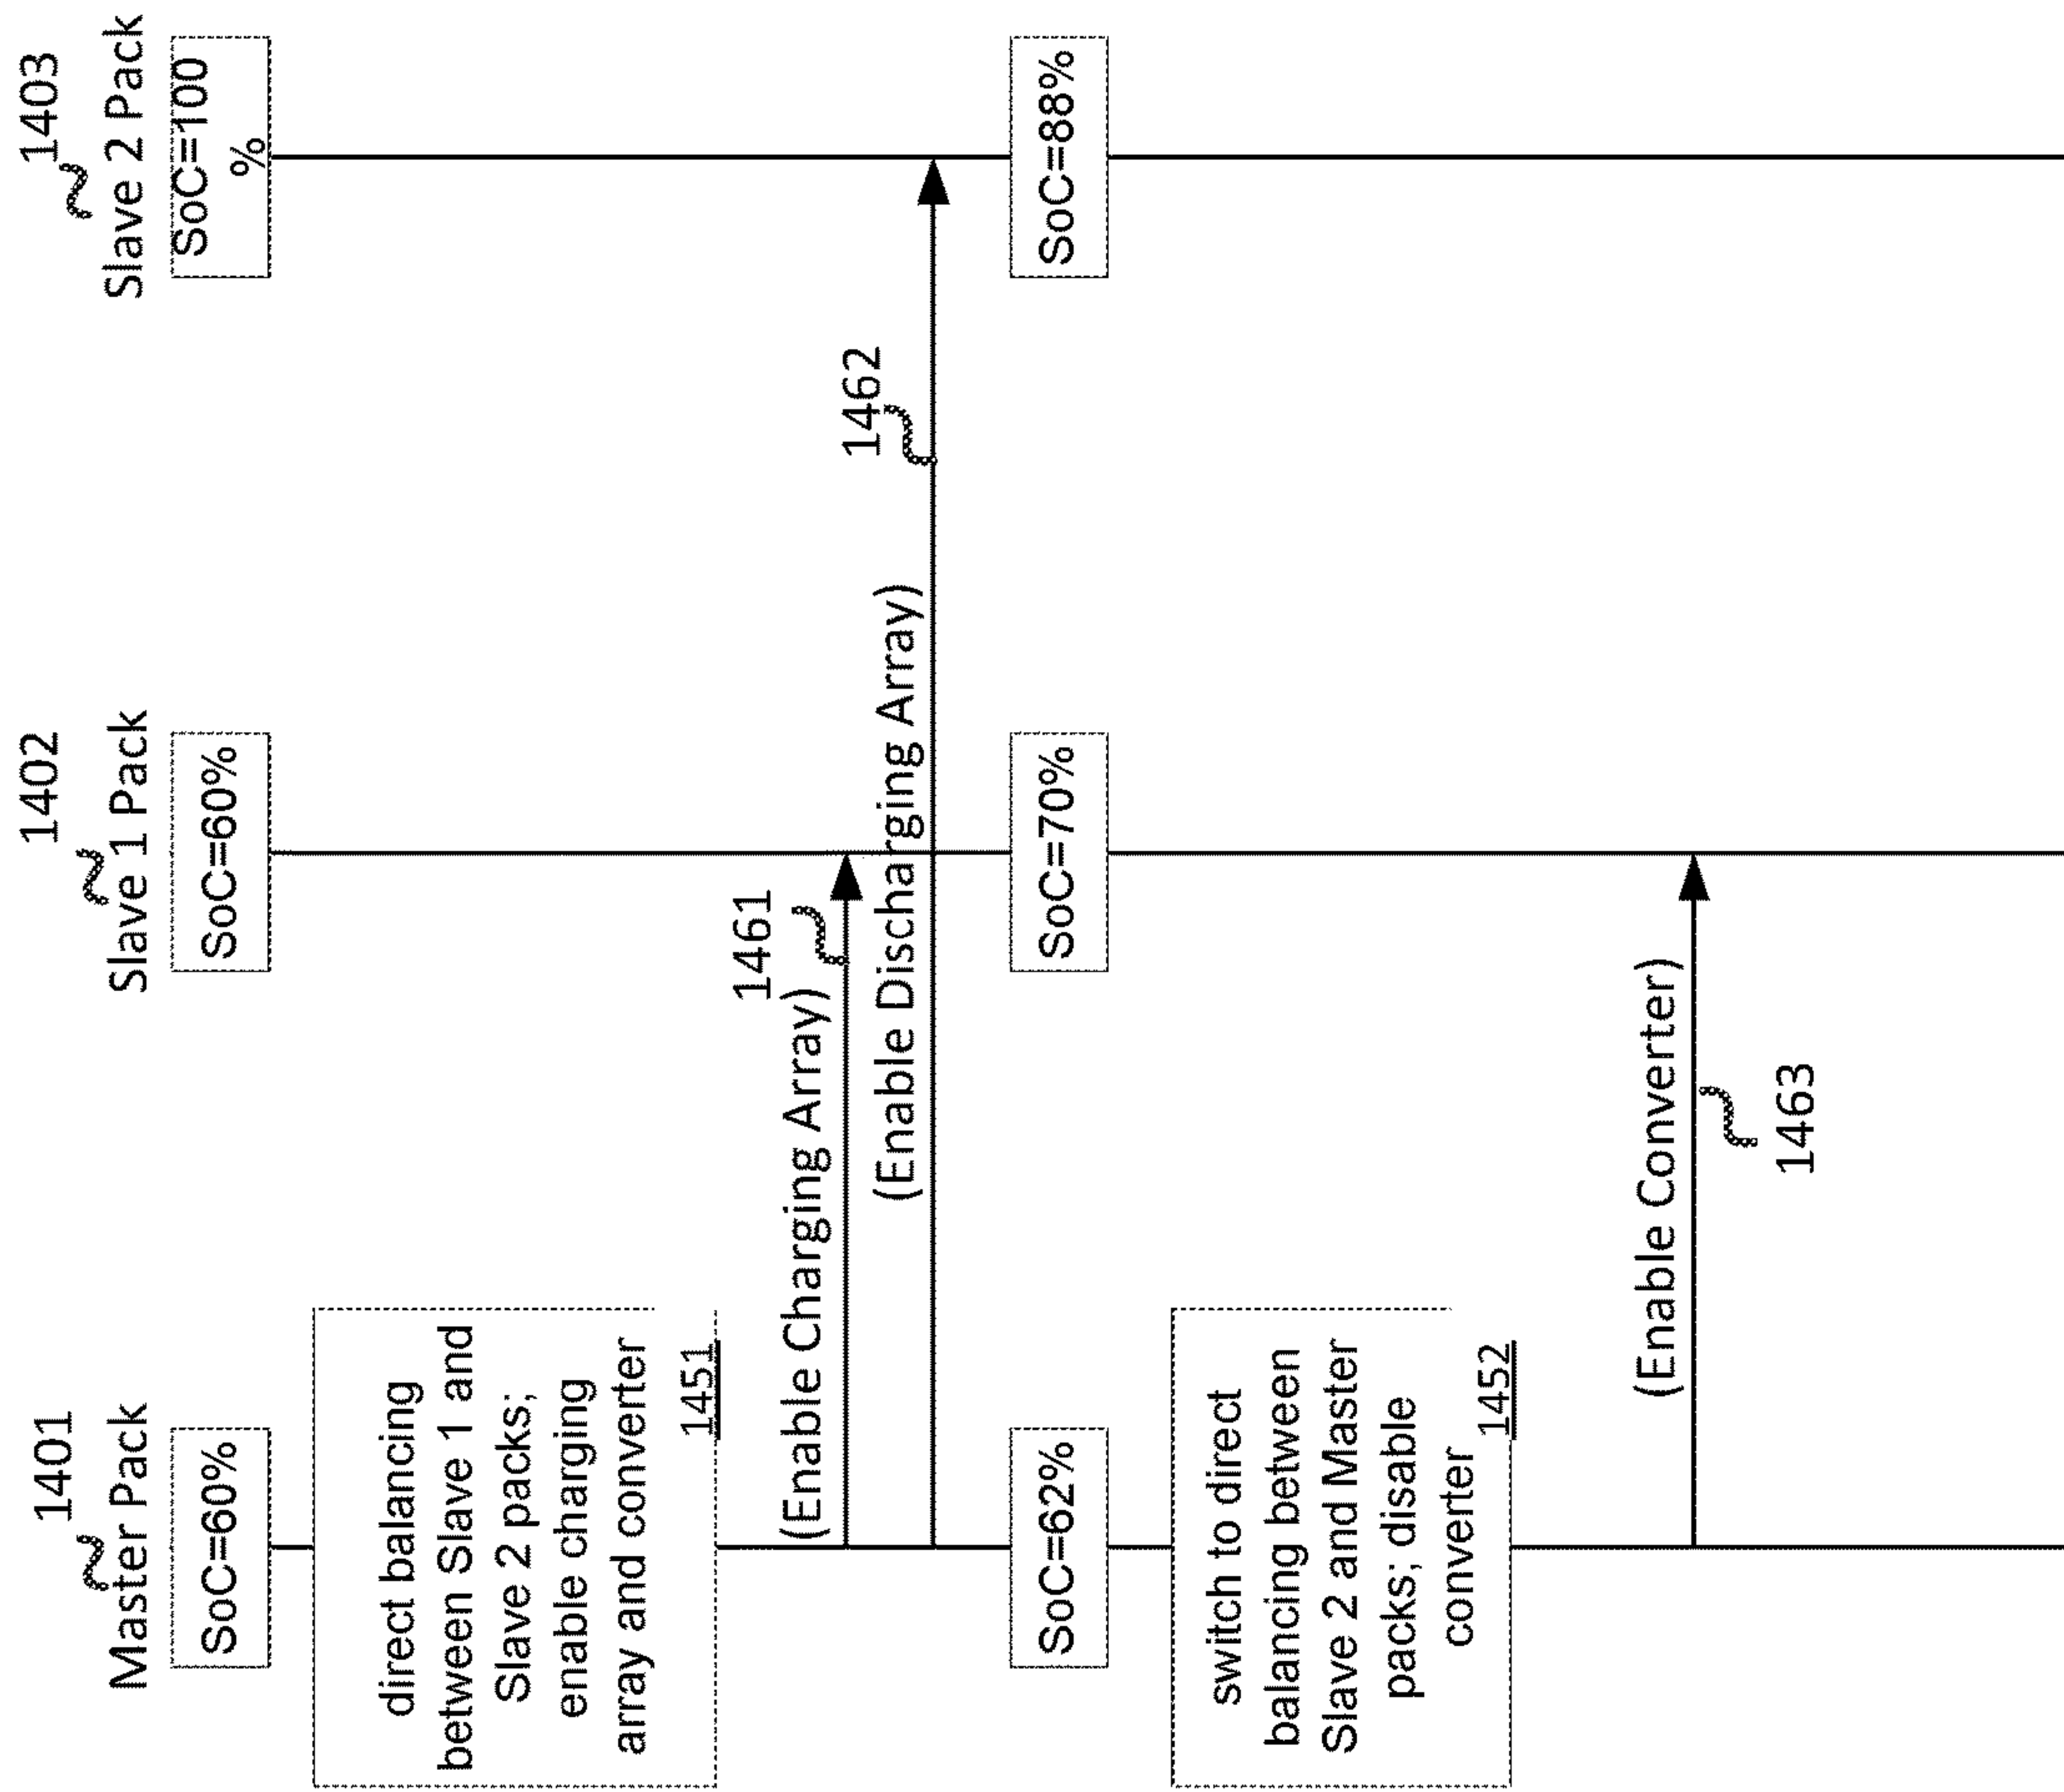 1401
Master Pack
1402
Slave 1 Pack
1403
Slave 2 Pack
SoC=60%
SoC=60%
SoC=100
%
direct balancing
between Slave 1 and
Slave 2 packs;
enable charging
array and converter
1451
1461
(Enable Charging Array)
1462
(Enable Discharging Array)
SoC=62%
SoC=70%
SoC=88%
switch to direct
balancing between
Slave 2 and Master
packs; disable
converter
1452
(Enable Converter)
1463